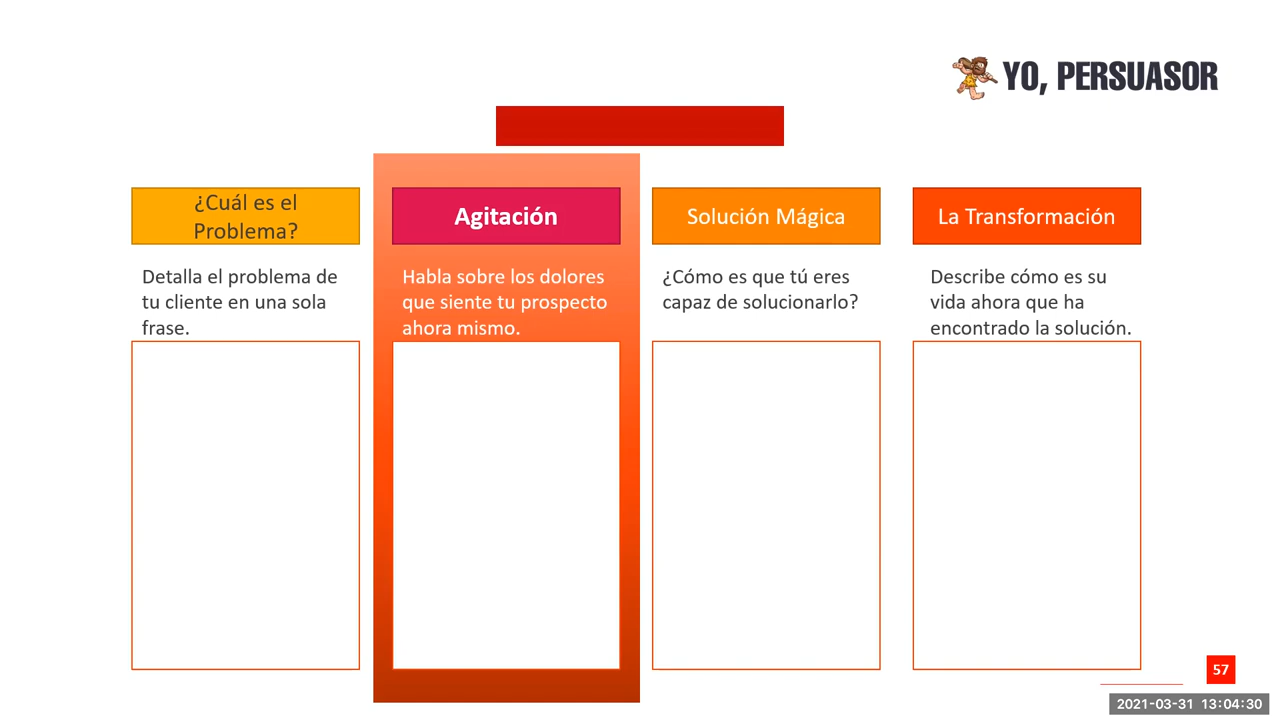 YO, PERSUASOR
¿Cuál es el
Problema?
Detalla el problema de
tu cliente en una sola
frase.
Agitación
Habla sobre los dolores
que siente tu prospecto
ahora mismo.
Solución Mágica
¿Cómo es que tú eres
capaz de solucionarlo?
La Transformación
Describe cómo es su
vida ahora que ha
encontrado la solución.
57
2021-03-31 13:04:30